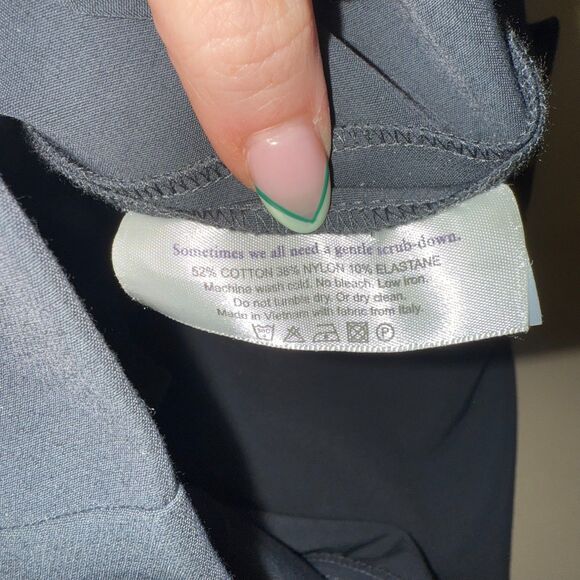 Sometimes we all need a gentle scrub-down.
52% COTTON 38% NYLON 10% ELASTANE
Machine wash cold. No bleach. Low iron.
Do not tumble dry. Or dry clean.
Made in Vietnam with fabric from Italy.